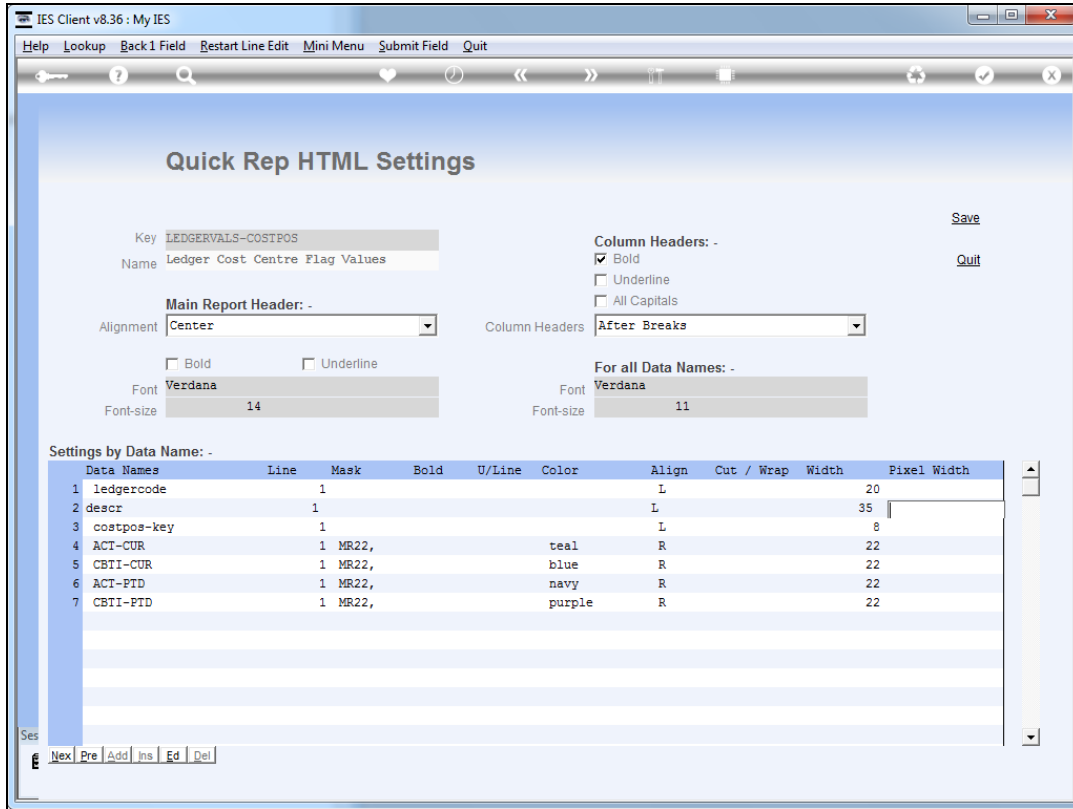 IES Client v8.36 : My IES
Help Lookup Back 1 Field Restart Line Edit Mini Menu Submit Field Quit
Quick Rep HTML Settings
Save
Key LEDGERVALS-COSTPOS
Column Headers: -
Name Ledger Cost Centre Flag Values
Bold
Quit
Underline
Main Report Header: -
All Capitals
Alignment Center
Column Headers After Breaks
Bold Underline
For all Data Names: -
Font Verdana
Font Verdana
Font-size 14
Font-size 11
Settings by Data Name: -
Data Names Line Mask Bold U/Line Color Align Cut / Wrap Width Pixel Width
1 ledgercode 1 L 20
2 descr 1 L 35
3 costpos-key 1 L 8
4 ACT-CUR 1 MR22, teal R 22
5 CBTI-CUR 1 MR22, blue R 22
6 ACT-PTD 1 MR22, navy R 22
7 CBTI-PTD 1 MR22, purple R 22
Ses
Nex Pre Add Ins Ed Del